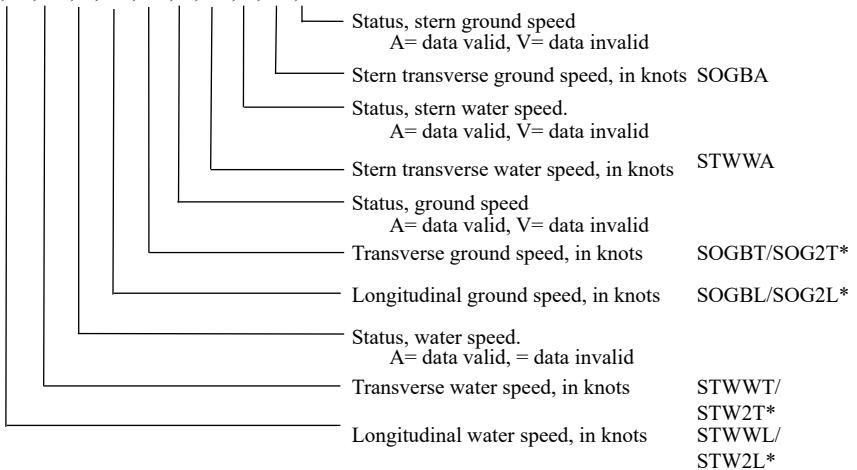 Status, stern ground speed
A= data valid, V= data invalid
Stern transverse ground speed, in knots SOGBA
Status, stern water speed.
A= data valid, V= data invalid
Stern transverse water speed, in knots STWWA
Status, ground speed
A= data valid, V= data invalid
Transverse ground speed, in knots SOGBT/SOG2T*
Longitudinal ground speed, in knots SOGBL/SOG2L*
Status, water speed.
A= data valid, = data invalid
Transverse water speed, in knots STWWT/
STW2T*
Longitudinal water speed, in knots STWWL/
STW2L*